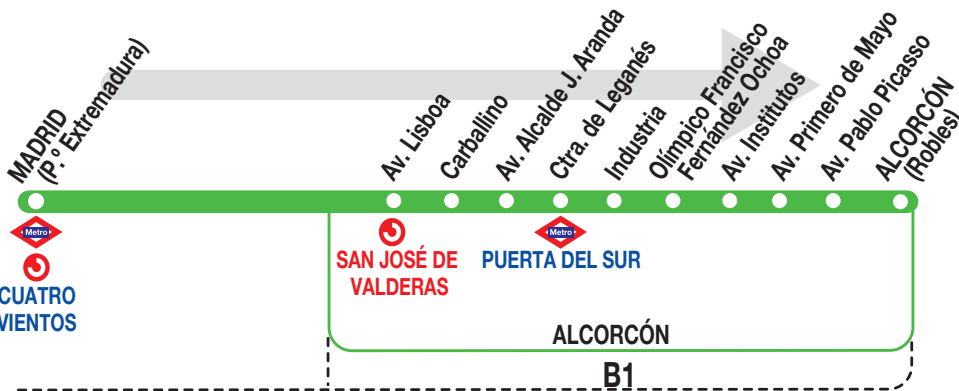 MADRID
(P.º Extremadura)
Av. Lisboa
Carballino
Av. Alcalde J. Aranda
Ctra. de Leganés
Industria
Olímpico Francisco
Fernández Ochoa
Av. Institutos
Av. Primero de Mayo
Av. Pablo Picasso
ALCORCÓN
(Robles)
Metro
CUATRO
VIENTOS
SAN JOSÉ DE
VALDERAS
Metro
PUERTA DEL SUR
ALCORCÓN
B1